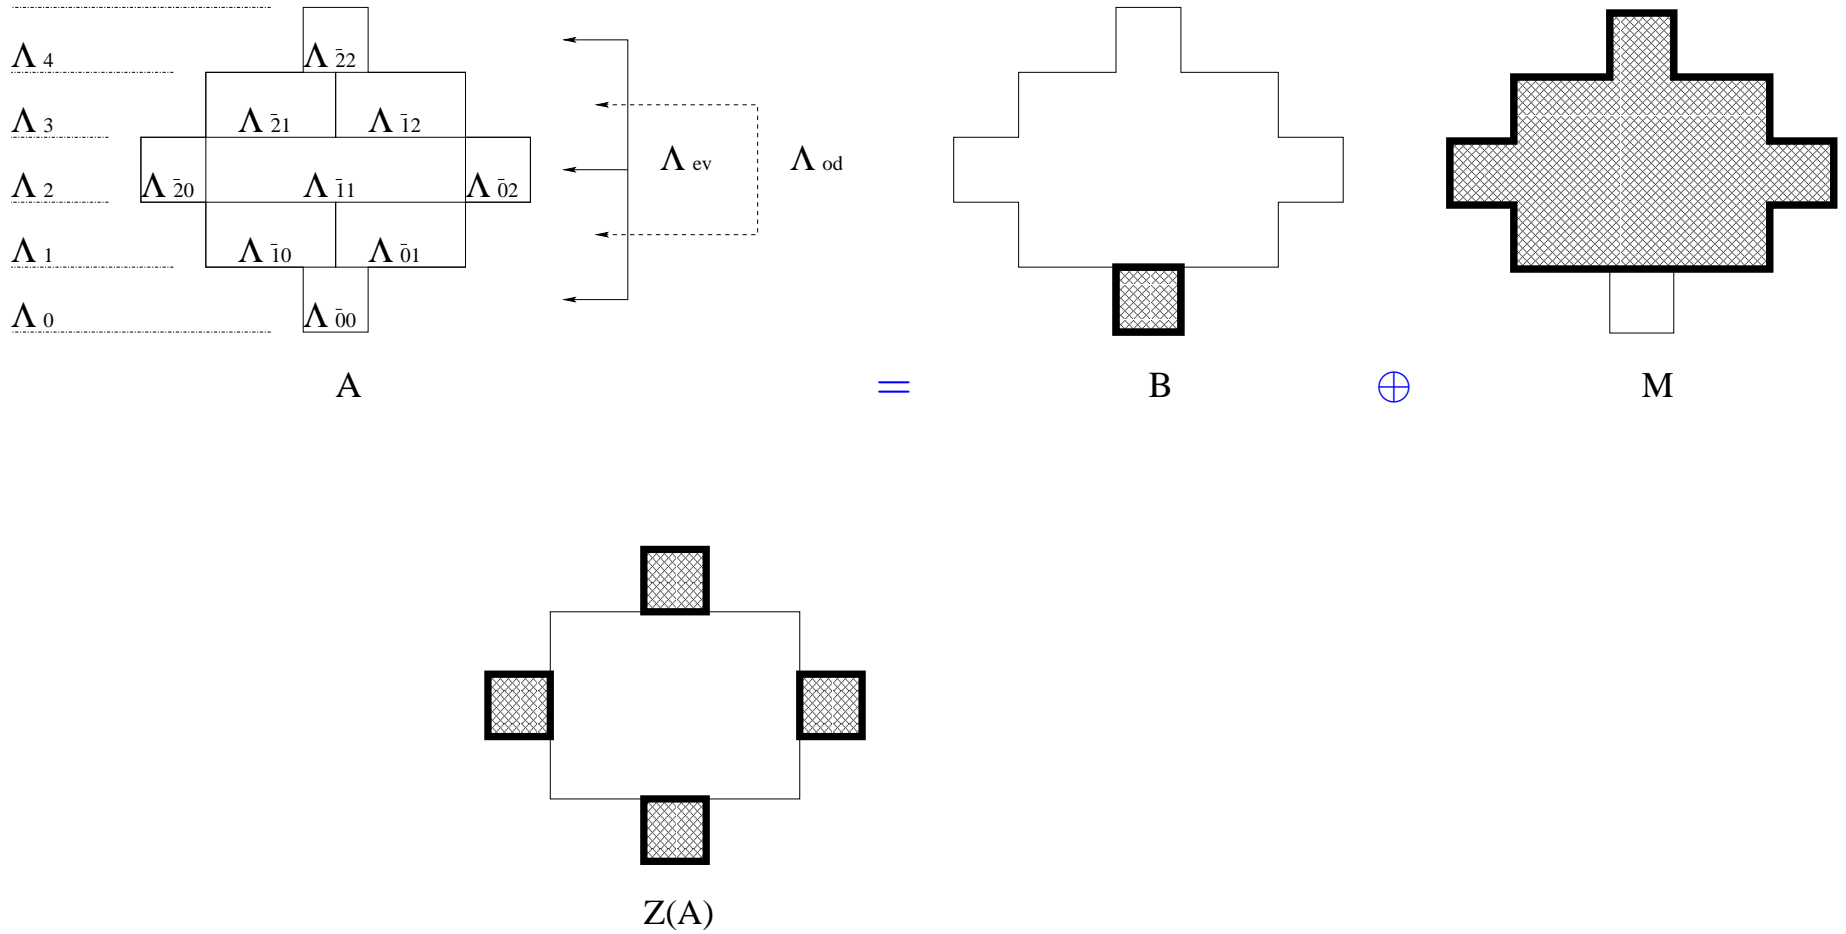 Λ 4 Λ 2̄2
Λ 3 Λ 2̄1 Λ 1̄2
Λ 2 Λ 2̄0 Λ 1̄1 Λ 0̄2 Λ ev Λ od
Λ 1 Λ 1̄0 Λ 0̄1
Λ 0 Λ 0̄0
A = B ⊕ M
Z(A)